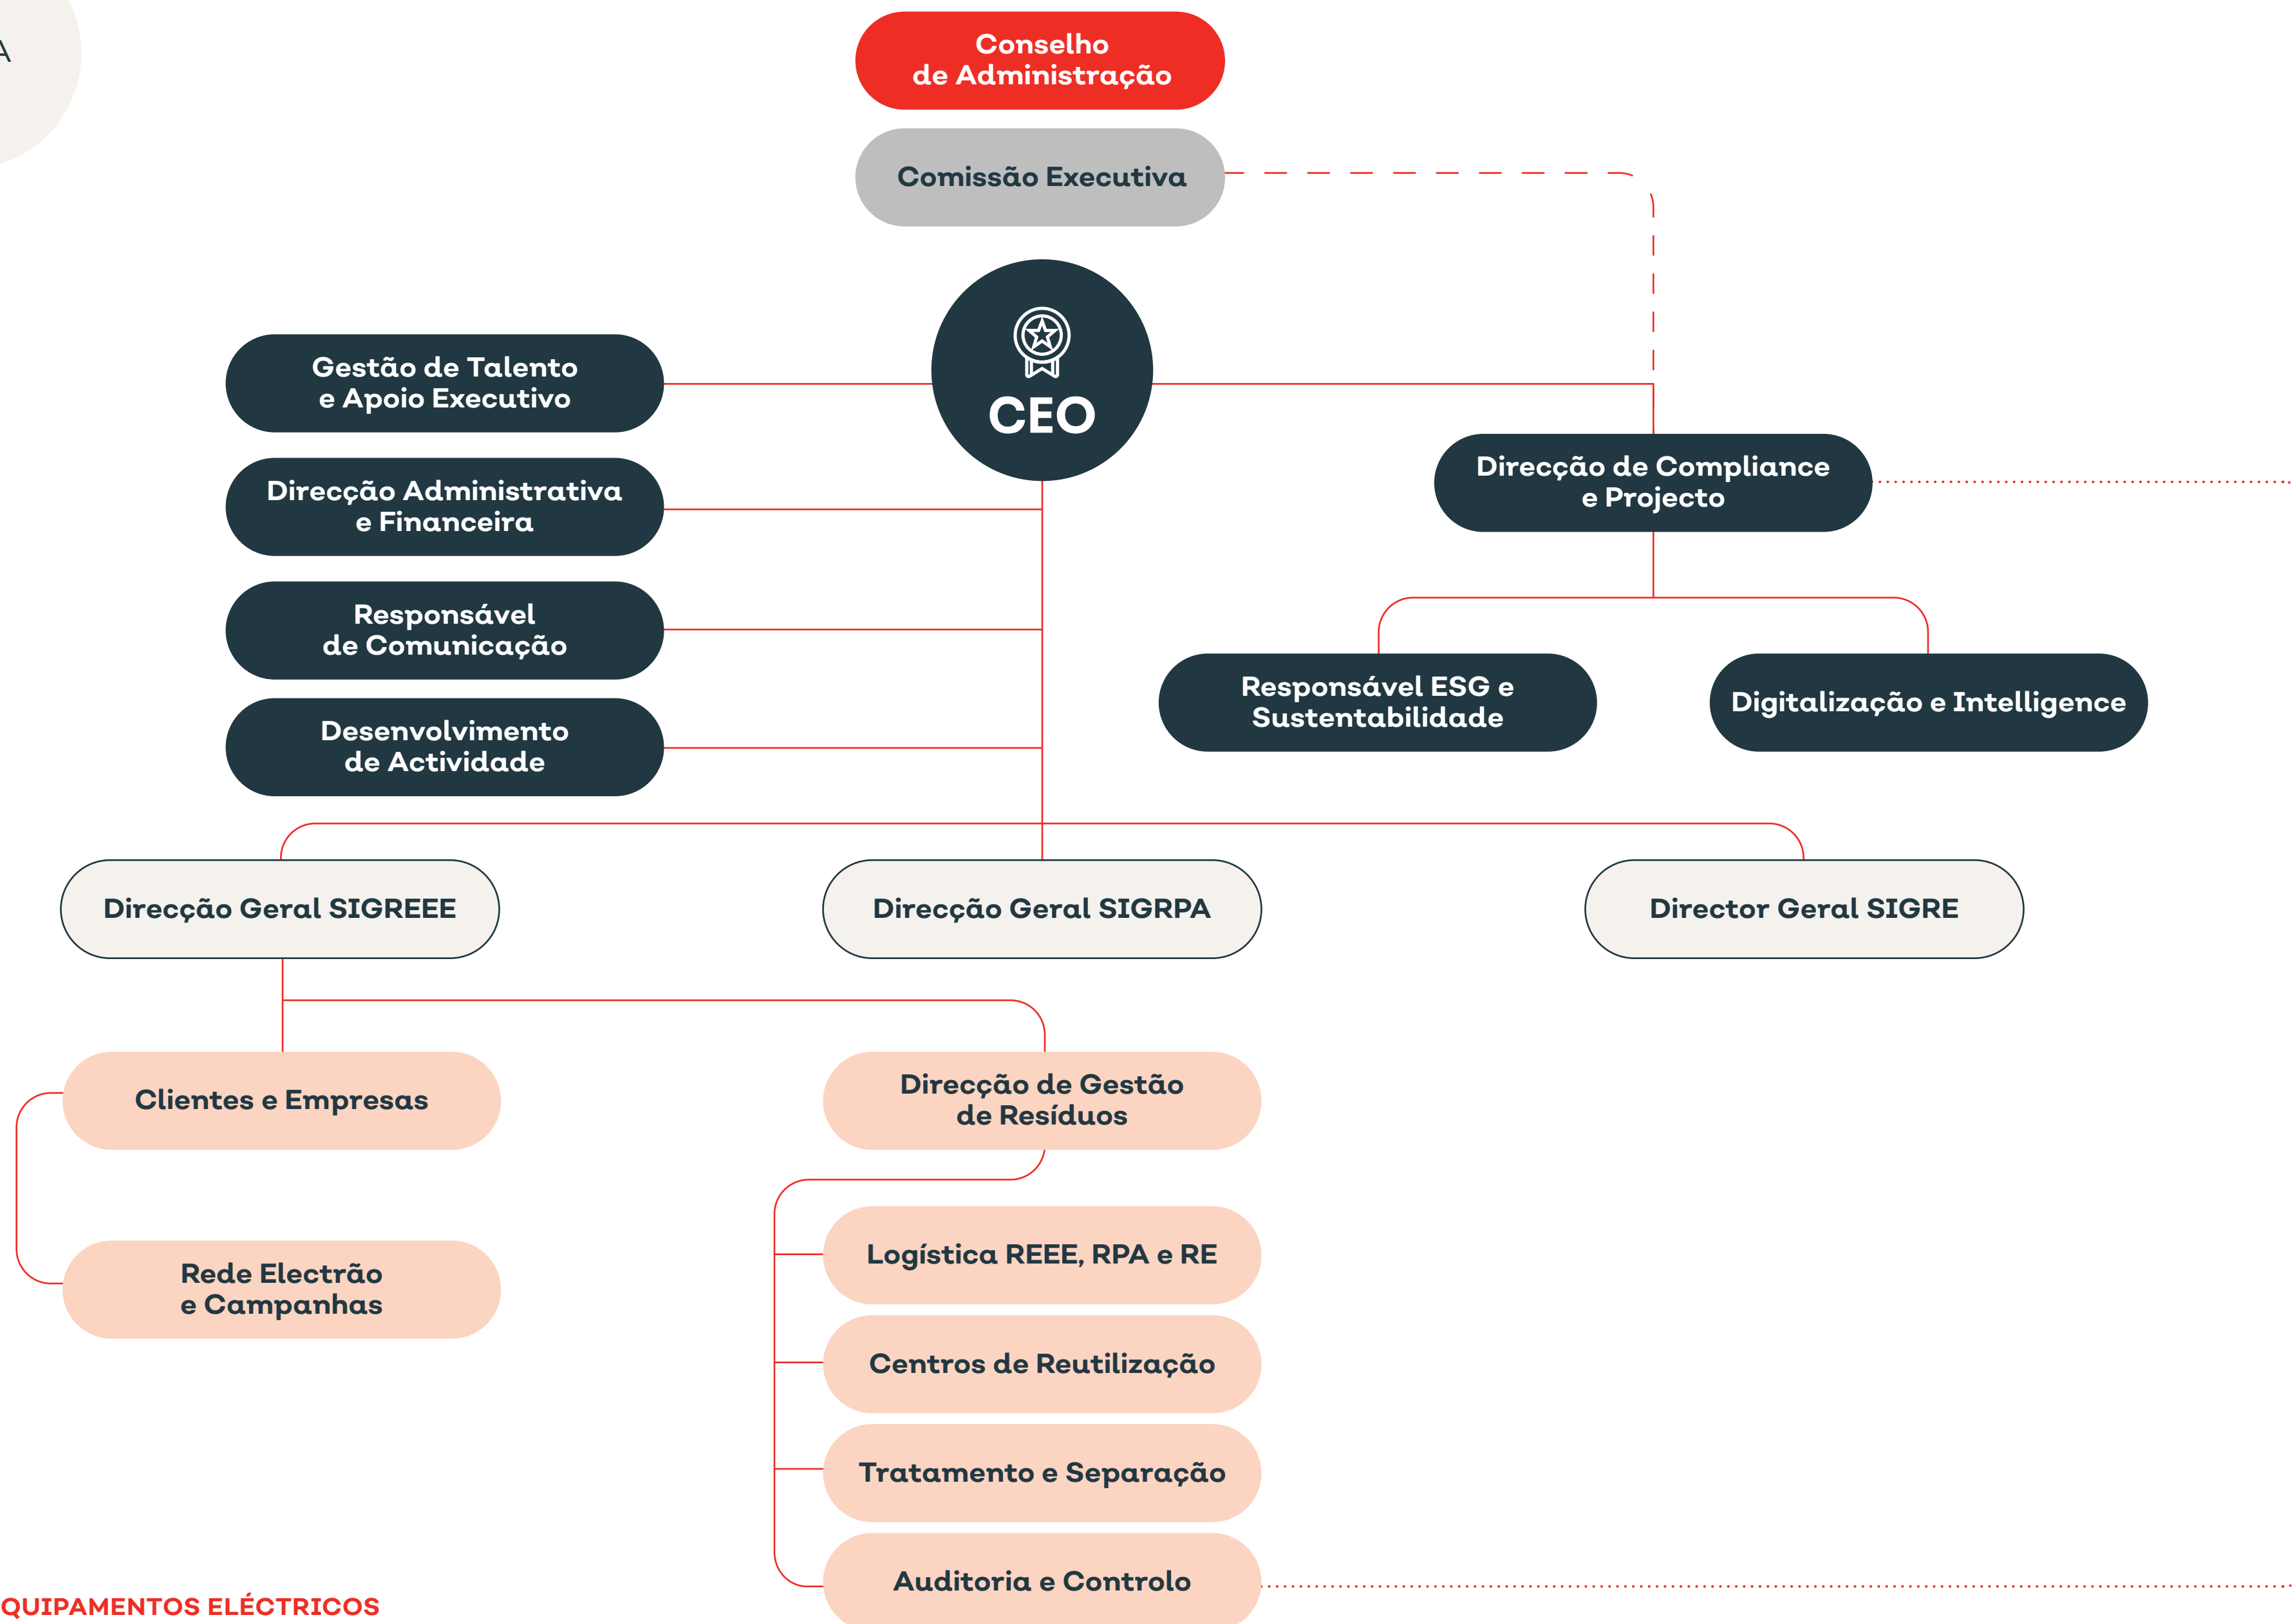 A
Conselho
de Administração
Comissão Executiva
CEO
Gestão de Talento
e Apoio Executivo
Direcção Administrativa
e Financeira
Responsável
de Comunicação
Desenvolvimento
de Actividade
Direcção de Compliance
e Projecto
Responsável ESG e
Sustentabilidade
Digitalização e Intelligence
Direcção Geral SIGREEE
Direcção Geral SIGRPA
Director Geral SIGRE
Clientes e Empresas
Direcção de Gestão
de Resíduos
Rede Electrão
e Campanhas
Logística REEE, RPA e RE
Centros de Reutilização
Tratamento e Separação
Auditoria e Controlo
QUIPAMENTOS ELÉCTRICOS